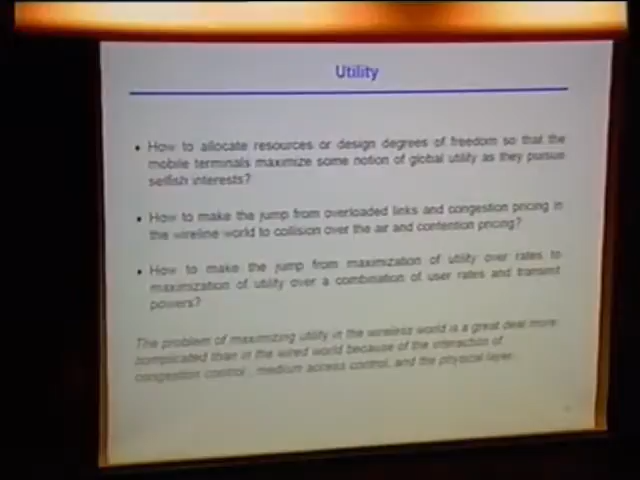 Utility
• How to allocate resources or design degrees of freedom so that the
mobile terminals maximize some notion of global utility as they pursue
selfish interests?
• How to make the jump from overloaded links and congestion pricing in
the wireline world to collision over the air and contention pricing?
• How to make the jump from maximization of utility over rates to
maximization of utility over a combination of user rates and transmit
powers?
The problem of maximizing utility in the wireless world is a great deal more
complicated than in the wired world because of the interaction of
congestion control, medium access control, and the physical layer.